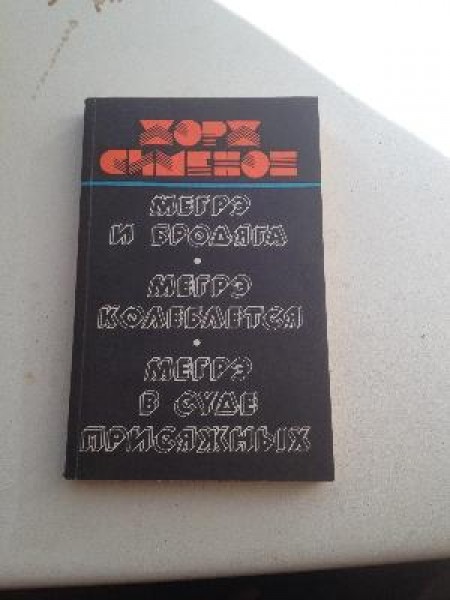 ЖОРЖ
СИМЕНОН
МЕГРЭ
И БРОДЯГА
•
МЕГРЭ
КОЛЕБЛЕТСЯ
•
МЕГРЭ
В СУДЕ
ПРИСЯЖНЫХ